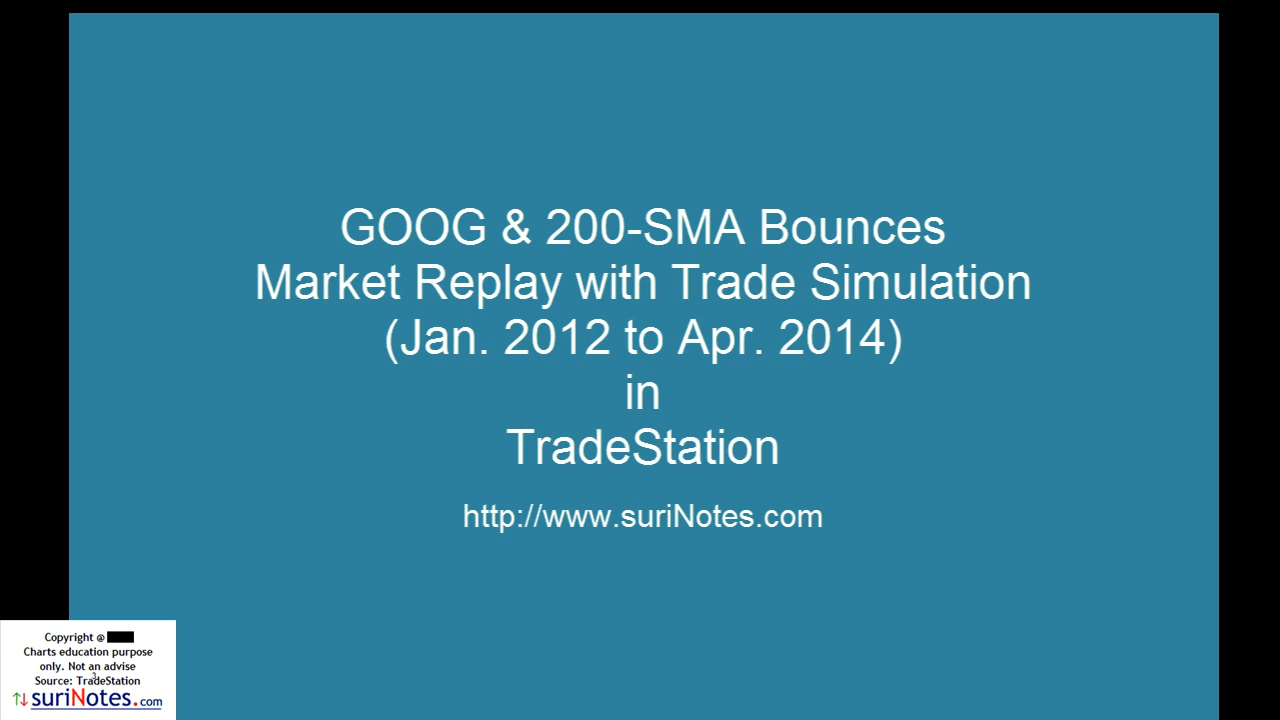 GOOG & 200-SMA Bounces
Market Replay with Trade Simulation
(Jan. 2012 to Apr. 2014)
in
TradeStation
http://www.suriNotes.com
Copyright @
Charts education purpose
only. Not an advise
3
Source: TradeStation
suriNotes.com